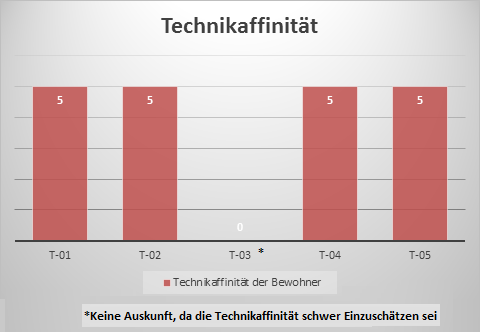 Technikaffinität
5 5 0 5 5
T-01 T-02 T-03 * T-04 T-05
Technikaffinität der Bewohner
*Keine Auskunft, da die Technikaffinität schwer Einzuschätzen sei